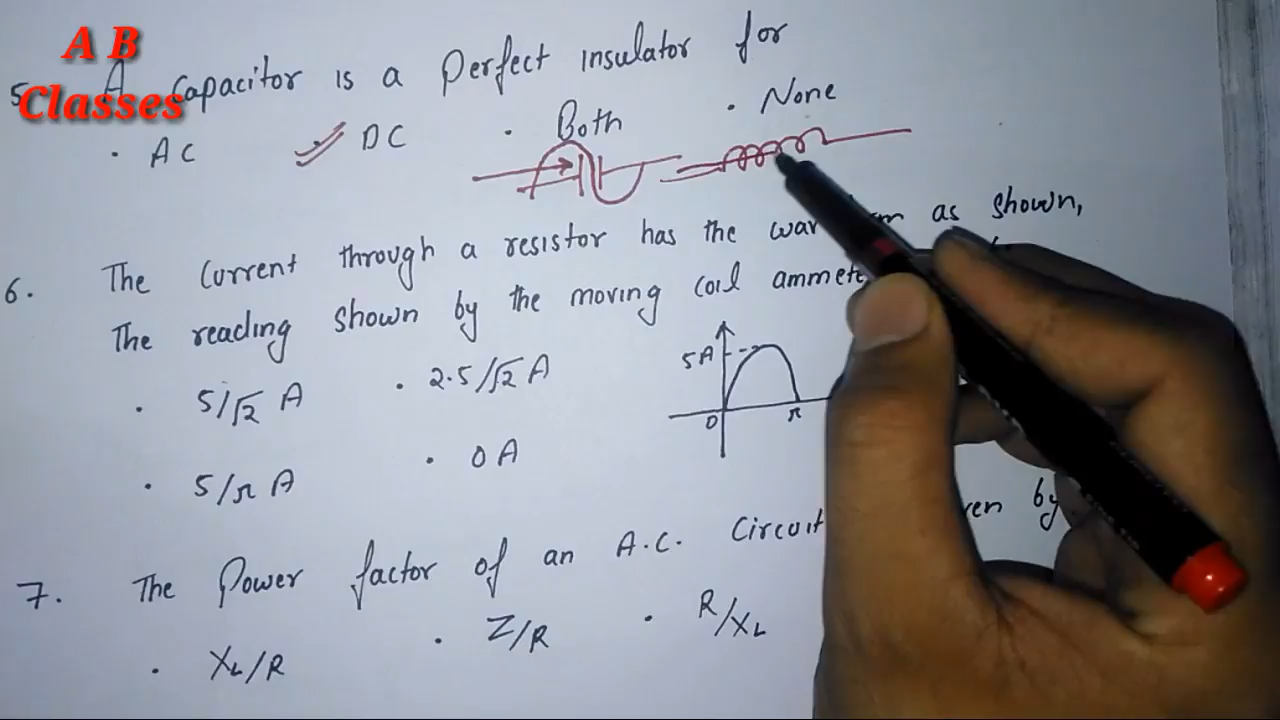 A B
Classes
5. A Capacitor is a Perfect insulator for
. AC . DC . Both . None
6. The Current through a resistor has the as shown,
The reading shown by the moving coil
. 5/√2 A . 2.5/√2 A
5A
0 π
. 5/π A . 0 A
7. The Power factor of an A.C. Circuit by
. XL/R . Z/R . R/XL